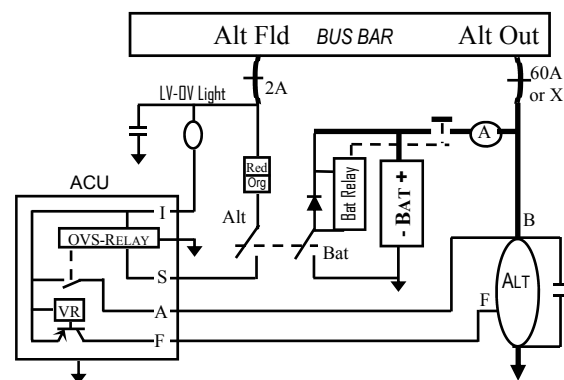 Alt Fld BUS BAR Alt Out
2A
60A
or X
LV-OV Light
A
Red
Org
Bat Relay
- BAT +
ACU
I
Alt
B
OVS-RELAY
Bat
S
ALT
F
VR
A
F